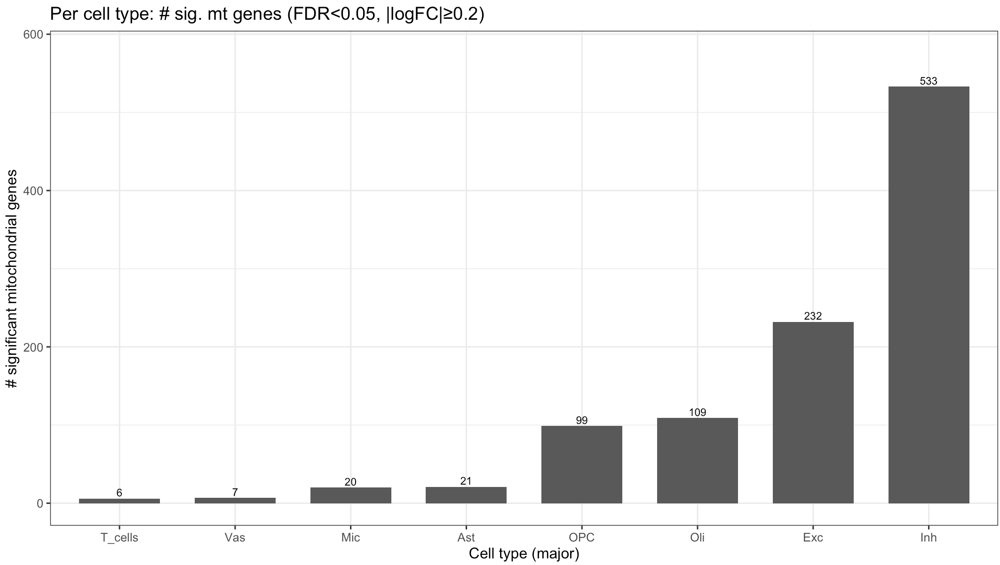 Per cell type: # sig. mt genes (FDR<0.05, |logFC|≥0.2)
# significant mitochondrial genes
600
400
200
0
6
7
20
21
99
109
232
533
T_cells
Vas
Mic
Ast
OPC
Oli
Exc
Inh
Cell type (major)